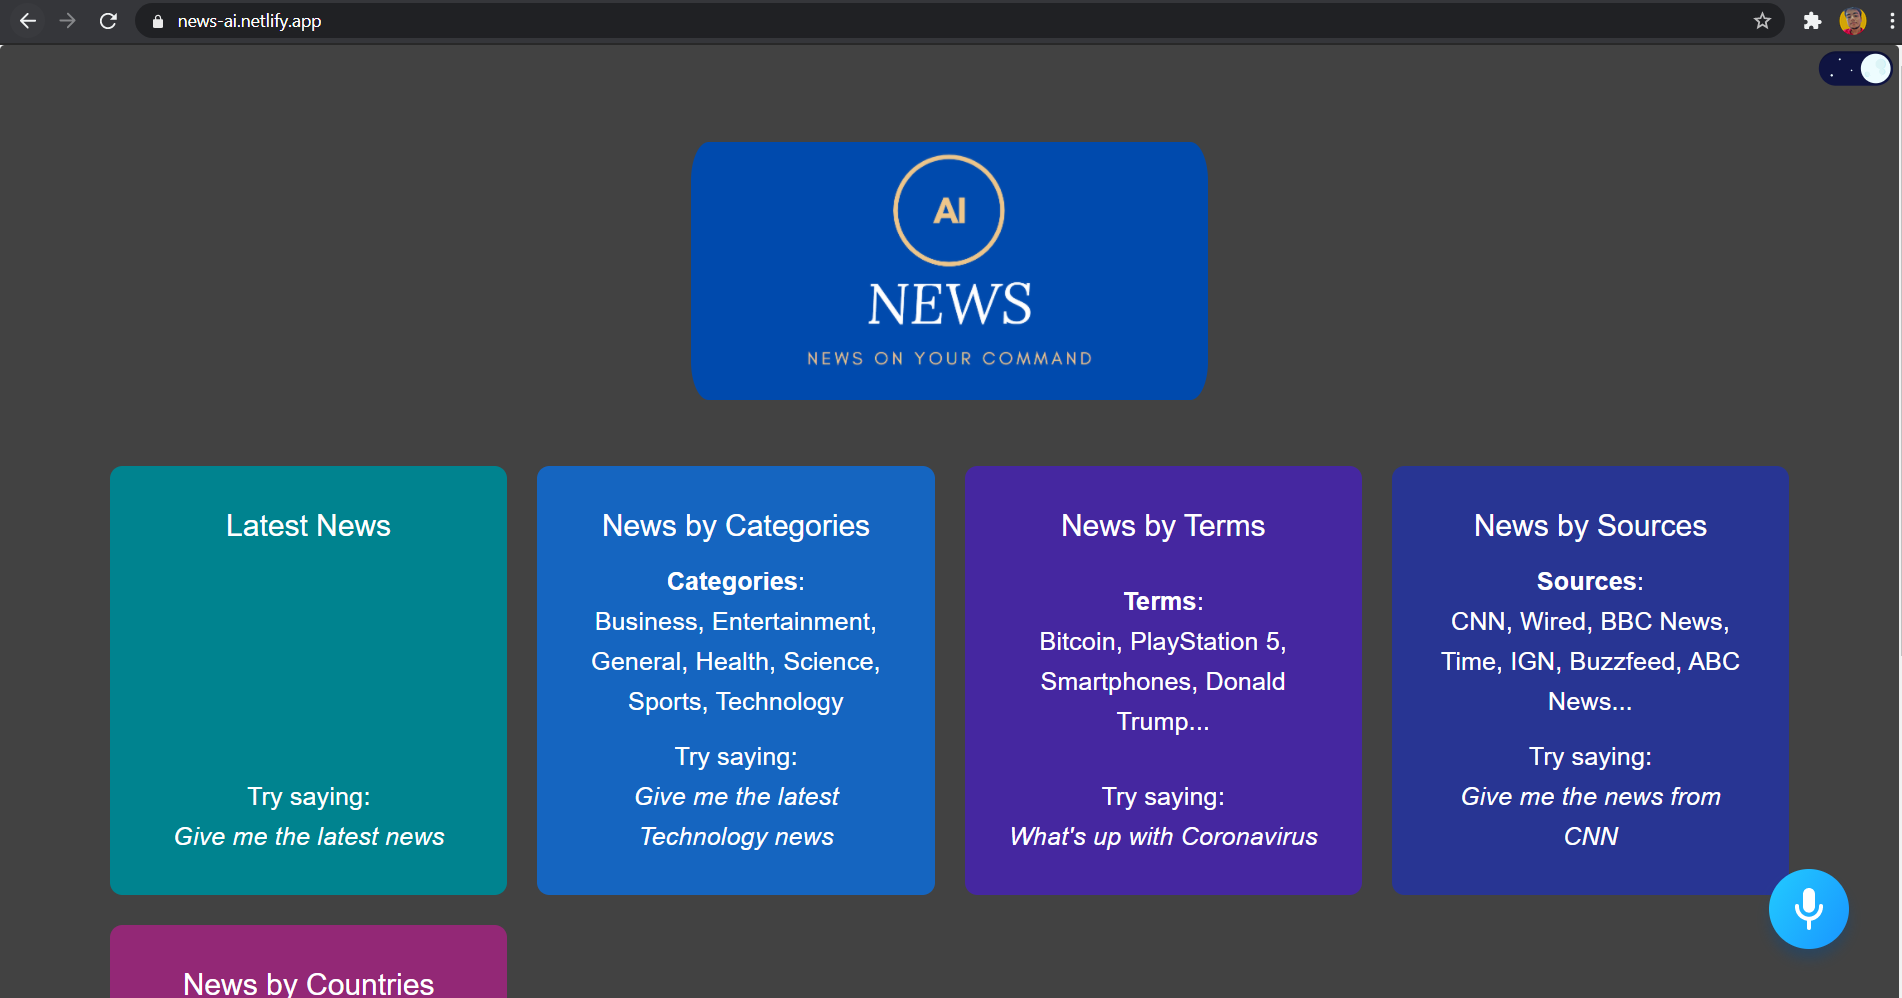 news-ai.netlify.app
AI
NEWS
NEWS ON YOUR COMMAND
Latest News
Try saying:
Give me the latest news
News by Categories
Categories:
Business, Entertainment,
General, Health, Science,
Sports, Technology
Try saying:
Give me the latest
Technology news
News by Terms
Terms:
Bitcoin, PlayStation 5,
Smartphones, Donald
Trump...
Try saying:
What's up with Coronavirus
News by Sources
Sources:
CNN, Wired, BBC News,
Time, IGN, Buzzfeed, ABC
News...
Try saying:
Give me the news from
CNN
News by Countries